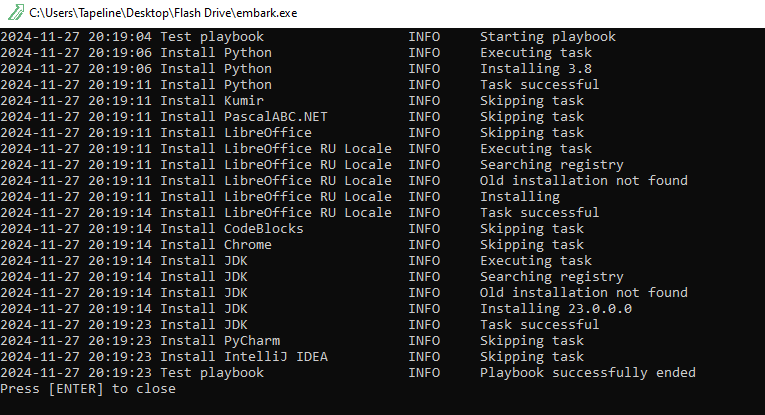 C:\Users\Tapeline\Desktop\Flash Drive\embark.exe
2024-11-27 20:19:04 Test playbook                  INFO     Starting playbook
2024-11-27 20:19:06 Install Python                 INFO     Executing task
2024-11-27 20:19:06 Install Python                 INFO     Installing 3.8
2024-11-27 20:19:11 Install Python                 INFO     Task successful
2024-11-27 20:19:11 Install Kumir                  INFO     Skipping task
2024-11-27 20:19:11 Install PascalABC.NET          INFO     Skipping task
2024-11-27 20:19:11 Install LibreOffice            INFO     Skipping task
2024-11-27 20:19:11 Install LibreOffice RU Locale  INFO     Executing task
2024-11-27 20:19:11 Install LibreOffice RU Locale  INFO     Searching registry
2024-11-27 20:19:11 Install LibreOffice RU Locale  INFO     Old installation not found
2024-11-27 20:19:11 Install LibreOffice RU Locale  INFO     Installing
2024-11-27 20:19:14 Install LibreOffice RU Locale  INFO     Task successful
2024-11-27 20:19:14 Install CodeBlocks             INFO     Skipping task
2024-11-27 20:19:14 Install Chrome                 INFO     Skipping task
2024-11-27 20:19:14 Install JDK                    INFO     Executing task
2024-11-27 20:19:14 Install JDK                    INFO     Searching registry
2024-11-27 20:19:14 Install JDK                    INFO     Old installation not found
2024-11-27 20:19:14 Install JDK                    INFO     Installing 23.0.0.0
2024-11-27 20:19:23 Install JDK                    INFO     Task successful
2024-11-27 20:19:23 Install PyCharm                INFO     Skipping task
2024-11-27 20:19:23 Install IntelliJ IDEA          INFO     Skipping task
2024-11-27 20:19:23 Test playbook                  INFO     Playbook successfully ended
Press [ENTER] to close